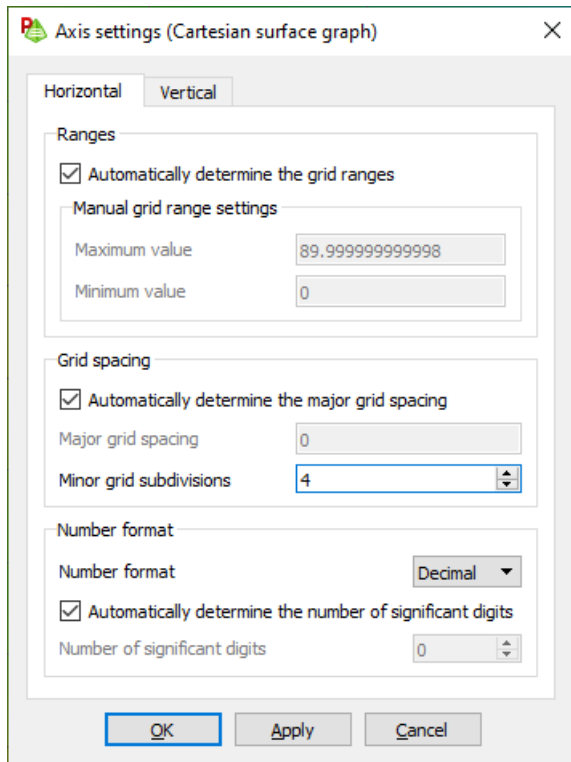 Axis settings (Cartesian surface graph)
Horizontal Vertical
Ranges
Automatically determine the grid ranges
Manual grid range settings
Maximum value 89.999999999998
Minimum value 0
Grid spacing
Automatically determine the major grid spacing
Major grid spacing 0
Minor grid subdivisions 4
Number format
Number format Decimal
Automatically determine the number of significant digits
Number of significant digits 0
OK Apply Cancel